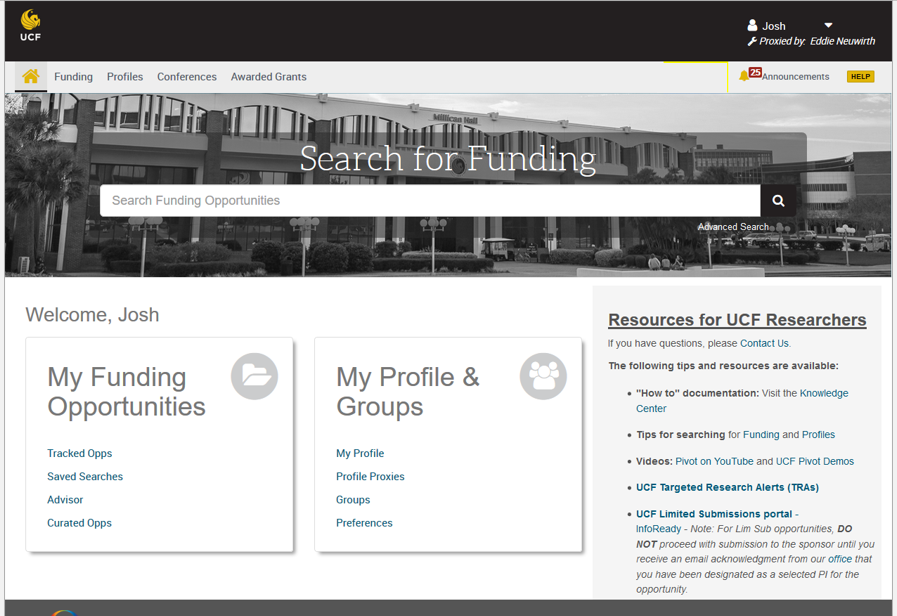 UCF
Josh
Proxied by: Eddie Neuwirth
Funding Profiles Conferences Awarded Grants
25 Announcements HELP
Millican Hall
Search for Funding
Search Funding Opportunities
Advanced Search
Welcome, Josh
My Funding
Opportunities
Tracked Opps
Saved Searches
Advisor
Curated Opps
My Profile &
Groups
My Profile
Profile Proxies
Groups
Preferences
Resources for UCF Researchers
If you have questions, please Contact Us.
The following tips and resources are available:
• "How to" documentation: Visit the Knowledge
Center
• Tips for searching for Funding and Profiles
• Videos: Pivot on YouTube and UCF Pivot Demos
• UCF Targeted Research Alerts (TRAs)
• UCF Limited Submissions portal -
InfoReady - Note: For Lim Sub opportunities, DO
NOT proceed with submission to the sponsor until you
receive an email acknowledgment from our office that
you have been designated as a selected PI for the
opportunity.